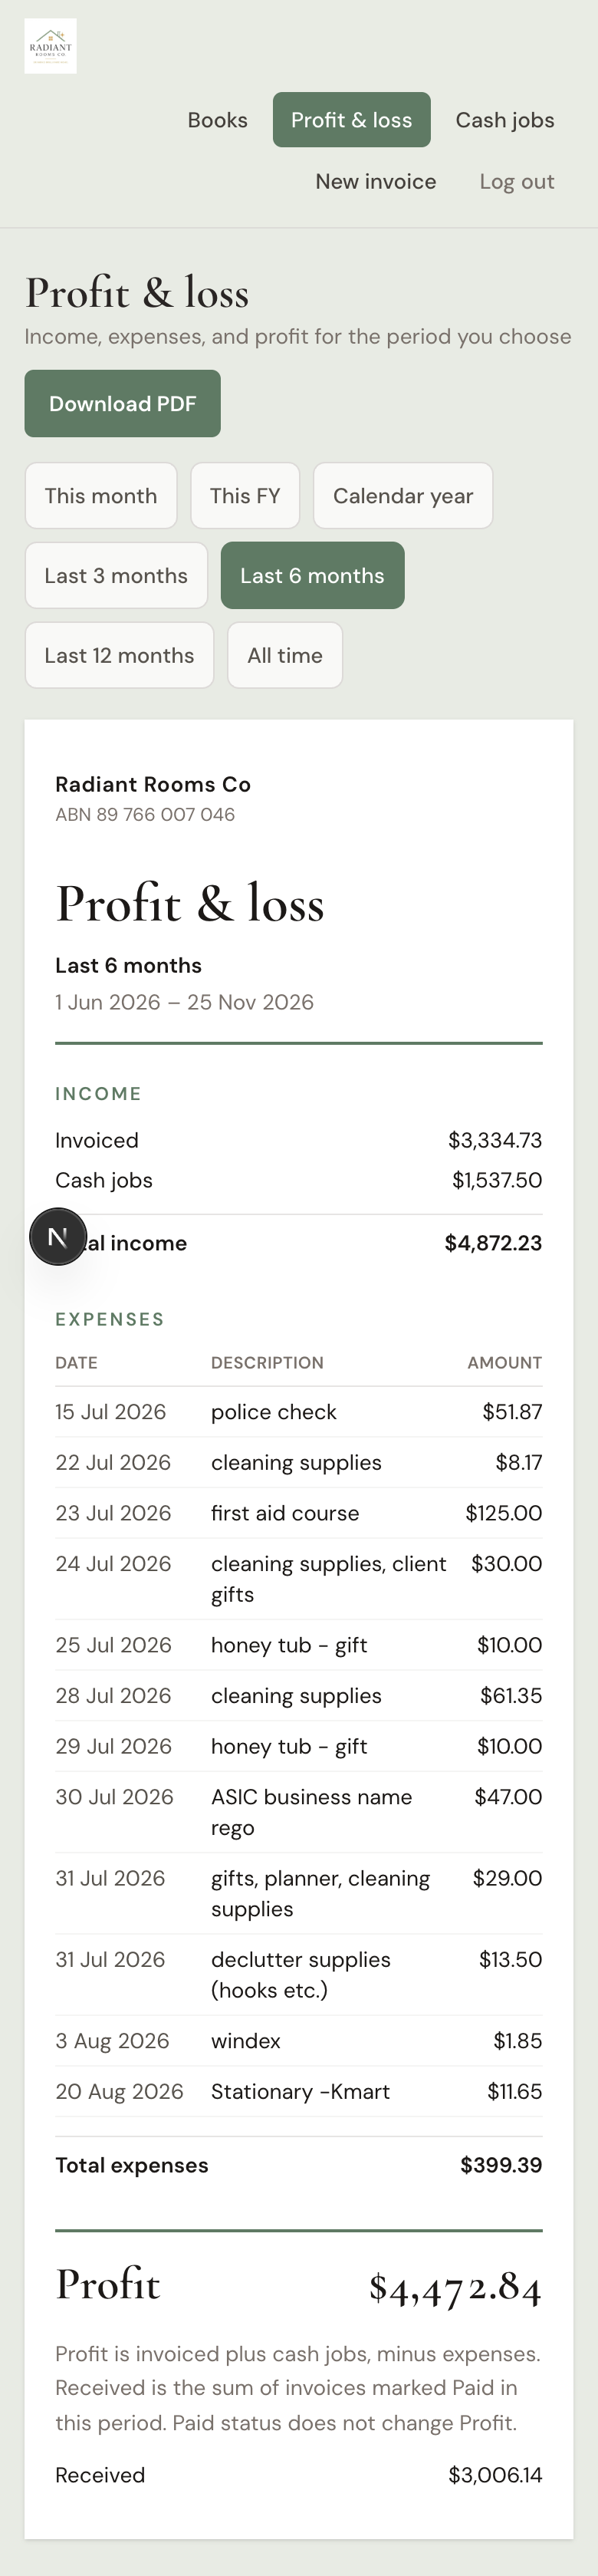 RADIANT
ROOMS CO
Books
Profit & loss
Cash jobs
New invoice
Log out
Profit & loss
Income, expenses, and profit for the period you choose
Download PDF
This month
This FY
Calendar year
Last 3 months
Last 6 months
Last 12 months
All time
Radiant Rooms Co
ABN 89 766 007 046
Profit & loss
Last 6 months
1 Jun 2026 – 25 Nov 2026
INCOME
Invoiced $3,334.73
Cash jobs $1,537.50
N
al income $4,872.23
EXPENSES
DATE DESCRIPTION AMOUNT
15 Jul 2026 police check $51.87
22 Jul 2026 cleaning supplies $8.17
23 Jul 2026 first aid course $125.00
24 Jul 2026 cleaning supplies, client $30.00
gifts
25 Jul 2026 honey tub - gift $10.00
28 Jul 2026 cleaning supplies $61.35
29 Jul 2026 honey tub - gift $10.00
30 Jul 2026 ASIC business name $47.00
rego
31 Jul 2026 gifts, planner, cleaning $29.00
supplies
31 Jul 2026 declutter supplies $13.50
(hooks etc.)
3 Aug 2026 windex $1.85
20 Aug 2026 Stationary -Kmart $11.65
Total expenses $399.39
Profit $4,472.84
Profit is invoiced plus cash jobs, minus expenses.
Received is the sum of invoices marked Paid in
this period. Paid status does not change Profit.
Received $3,006.14